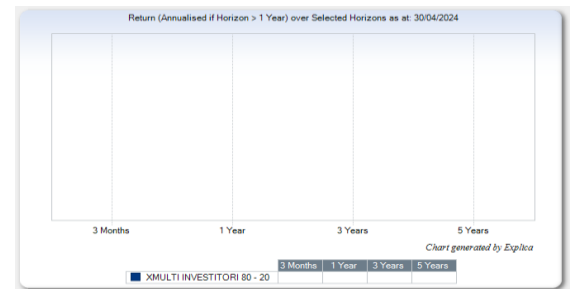 Return (Annualised if Horizon > 1 Year) over Selected Horizons as at: 30/04/2024
3 Months 1 Year 3 Years 5 Years
Chart generated by Explica
3 Months 1 Year 3 Years 5 Years
XMULTI INVESTITORI 80 - 20